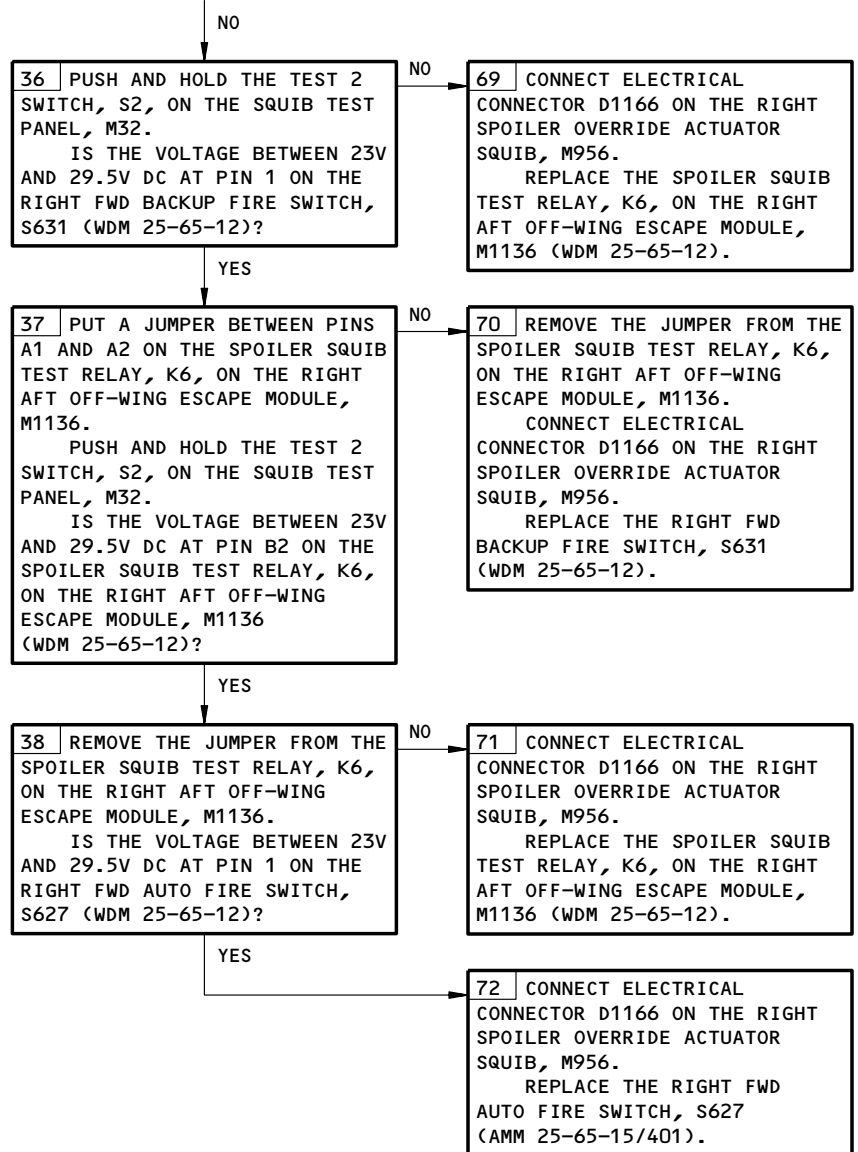 NO
36 PUSH AND HOLD THE TEST 2
SWITCH, S2, ON THE SQUIB TEST
PANEL, M32.
IS THE VOLTAGE BETWEEN 23V
AND 29.5V DC AT PIN 1 ON THE
RIGHT FWD BACKUP FIRE SWITCH,
S631 (WDM 25-65-12)?
NO
69 CONNECT ELECTRICAL
CONNECTOR D1166 ON THE RIGHT
SPOILER OVERRIDE ACTUATOR
SQUIB, M956.
REPLACE THE SPOILER SQUIB
TEST RELAY, K6, ON THE RIGHT
AFT OFF-WING ESCAPE MODULE,
M1136 (WDM 25-65-12).
YES
37 PUT A JUMPER BETWEEN PINS
A1 AND A2 ON THE SPOILER SQUIB
TEST RELAY, K6, ON THE RIGHT
AFT OFF-WING ESCAPE MODULE,
M1136.
PUSH AND HOLD THE TEST 2
SWITCH, S2, ON THE SQUIB TEST
PANEL, M32.
IS THE VOLTAGE BETWEEN 23V
AND 29.5V DC AT PIN B2 ON THE
SPOILER SQUIB TEST RELAY, K6,
ON THE RIGHT AFT OFF-WING
ESCAPE MODULE, M1136
(WDM 25-65-12)?
NO
70 REMOVE THE JUMPER FROM THE
SPOILER SQUIB TEST RELAY, K6,
ON THE RIGHT AFT OFF-WING
ESCAPE MODULE, M1136.
CONNECT ELECTRICAL
CONNECTOR D1166 ON THE RIGHT
SPOILER OVERRIDE ACTUATOR
SQUIB, M956.
REPLACE THE RIGHT FWD
BACKUP FIRE SWITCH, S631
(WDM 25-65-12).
YES
38 REMOVE THE JUMPER FROM THE
SPOILER SQUIB TEST RELAY, K6,
ON THE RIGHT AFT OFF-WING
ESCAPE MODULE, M1136.
IS THE VOLTAGE BETWEEN 23V
AND 29.5V DC AT PIN 1 ON THE
RIGHT FWD AUTO FIRE SWITCH,
S627 (WDM 25-65-12)?
NO
71 CONNECT ELECTRICAL
CONNECTOR D1166 ON THE RIGHT
SPOILER OVERRIDE ACTUATOR
SQUIB, M956.
REPLACE THE SPOILER SQUIB
TEST RELAY, K6, ON THE RIGHT
AFT OFF-WING ESCAPE MODULE,
M1136 (WDM 25-65-12).
YES
72 CONNECT ELECTRICAL
CONNECTOR D1166 ON THE RIGHT
SPOILER OVERRIDE ACTUATOR
SQUIB, M956.
REPLACE THE RIGHT FWD
AUTO FIRE SWITCH, S627
(AMM 25-65-15/401).